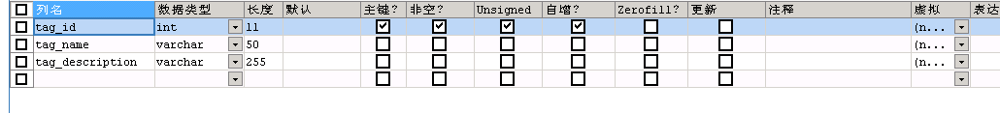 列名 数据类型 长度 默认 主键? 非空? Unsigned 自增? Zerofill? 更新 注释 虚拟 表达
tag_id int 11 (n...
tag_name varchar 50 (n...
tag_description varchar 255 (n...